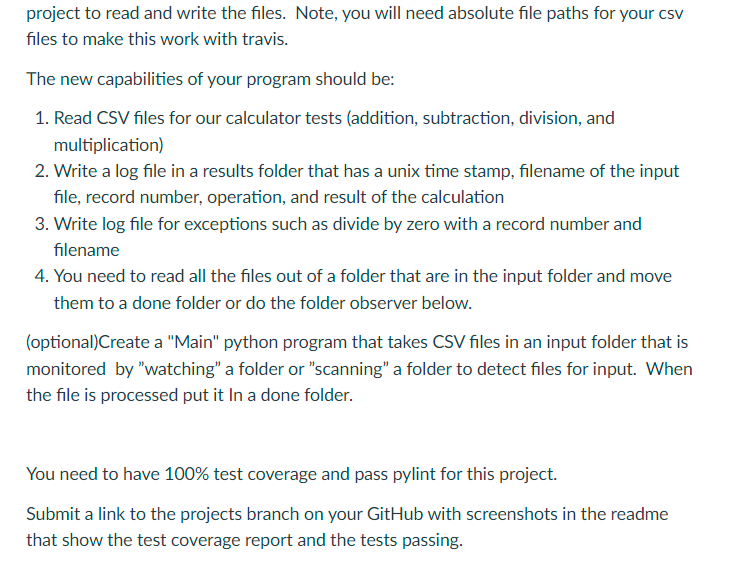 project to read and write the files.  Note, you will need absolute file paths for your csv
files to make this work with travis.
The new capabilities of your program should be:
1. Read CSV files for our calculator tests (addition, subtraction, division, and
multiplication)
2. Write a log file in a results folder that has a unix time stamp, filename of the input
file, record number, operation, and result of the calculation
3. Write log file for exceptions such as divide by zero with a record number and
filename
4. You need to read all the files out of a folder that are in the input folder and move
them to a done folder or do the folder observer below.
(optional)Create a "Main" python program that takes CSV files in an input folder that is
monitored  by ”watching” a folder or ”scanning” a folder to detect files for input.  When
the file is processed put it In a done folder.
You need to have 100% test coverage and pass pylint for this project.
Submit a link to the projects branch on your GitHub with screenshots in the readme
that show the test coverage report and the tests passing.